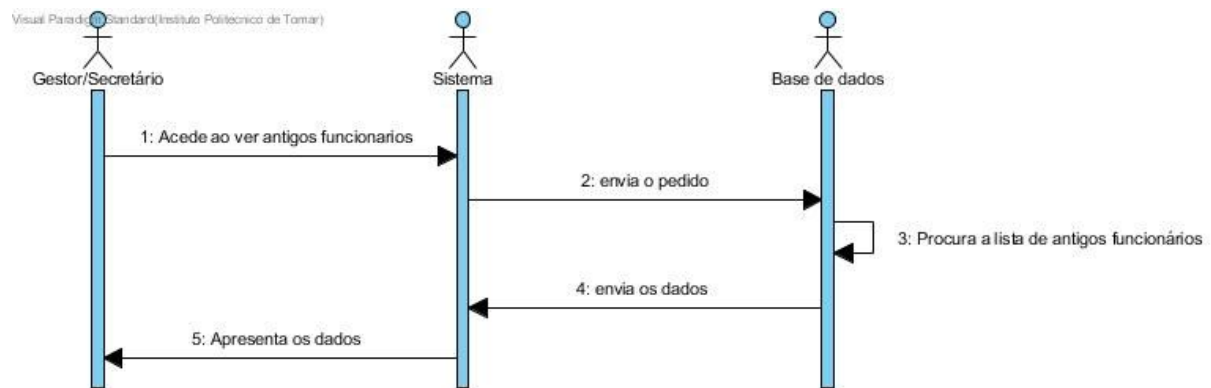 Visual Paradigm Standard(Instituto Politecnico de Tomar)
Gestor/Secretário
Sistema
Base de dados
1: Acede ao ver antigos funcionarios
2: envia o pedido
3: Procura a lista de antigos funcionários
4: envia os dados
5: Apresenta os dados